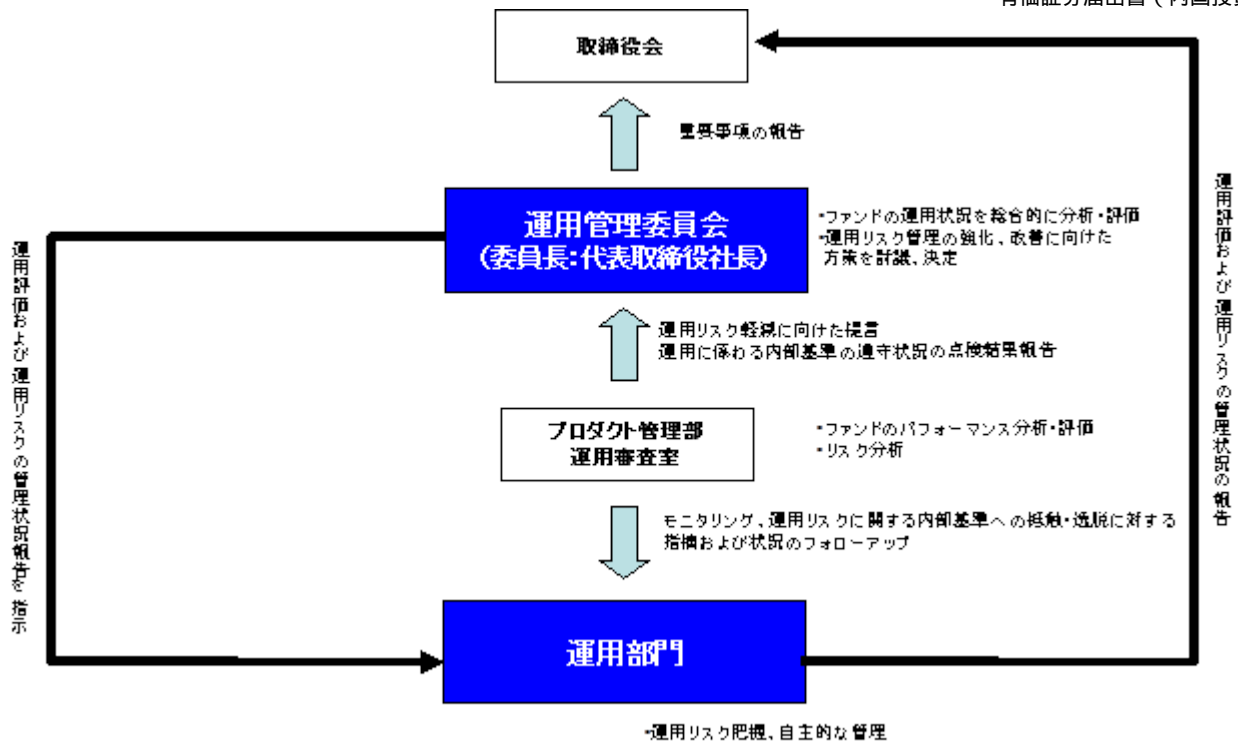 有価証券届出書(内国投資
取締役会
重要事項の報告
運用管理委員会
(委員長:代表取締役社長)
・ファンドの運用状況を総合的に分析・評価
・運用リスク管理の強化、改善に向けた
方策を討議、決定
運用リスク軽減に向けた提言
運用に係わる内部基準の遵守状況の点検結果報告
プロダクト管理部
運用審査室
・ファンドのパフォーマンス分析・評価
・リスク分析
モニタリング、運用リスクに関する内部基準への抵触・逸脱に対する
指摘および状況のフォローアップ
運用部門
・運用リスク把握、自主的な管理
運用評価および運用リスクの管理状況報告を指示
運用評価および運用リスクの管理状況の報告